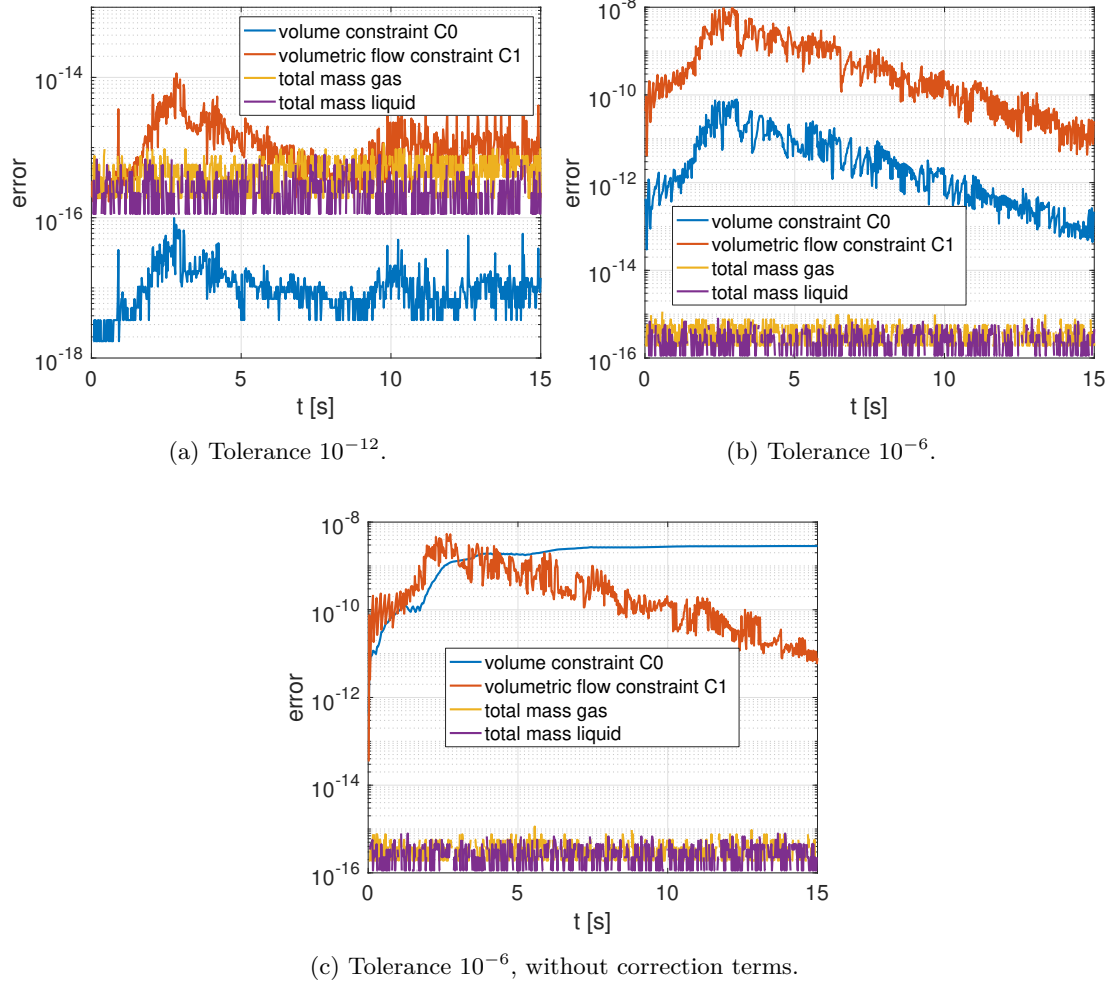 volume constraint C0
volumetric flow constraint C1
total mass gas
total mass liquid
10^-14
10^-16
10^-18
error
0
5
10
15
t [s]
(a) Tolerance 10^-12.
10^-8
10^-10
10^-12
10^-14
10^-16
error
volume constraint C0
volumetric flow constraint C1
total mass gas
total mass liquid
0
5
10
15
t [s]
(b) Tolerance 10^-6.
10^-8
10^-10
10^-12
10^-14
10^-16
error
volume constraint C0
volumetric flow constraint C1
total mass gas
total mass liquid
0
5
10
15
t [s]
(c) Tolerance 10^-6, without correction terms.